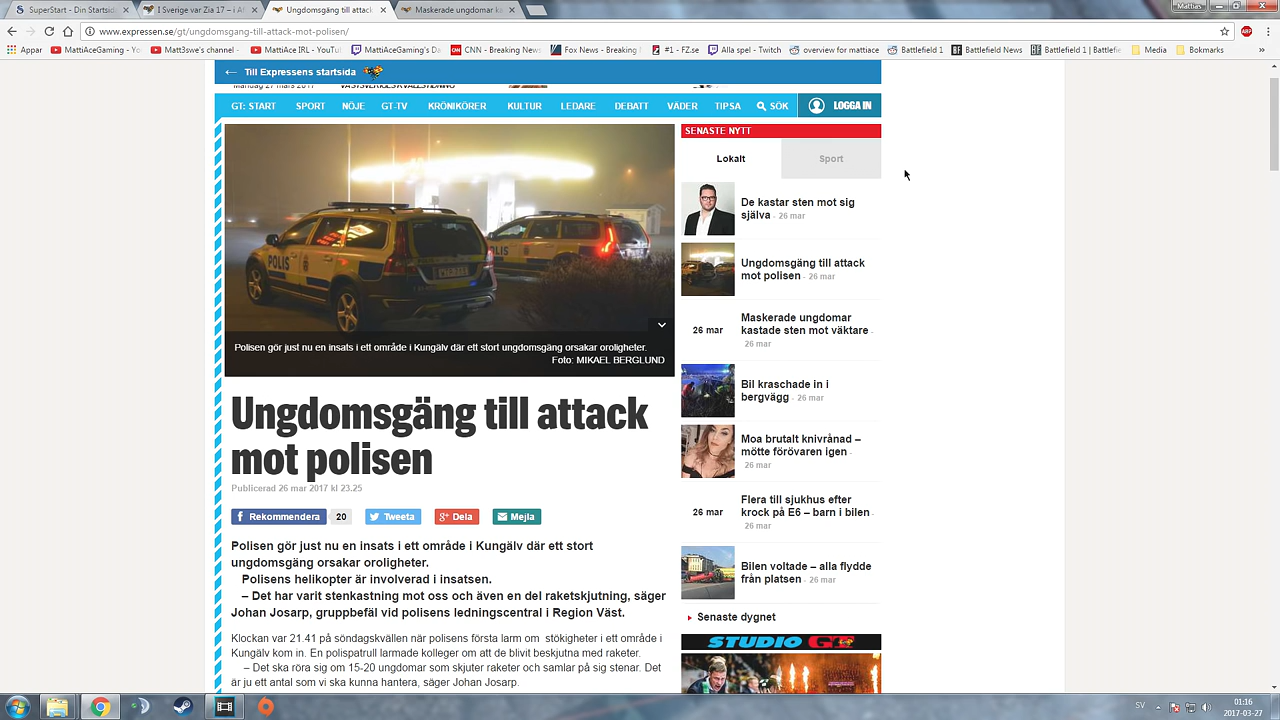 Mattias
SuperStart - Din Startsida
I Sverige var Zia 17 – i Af
Ungdomsgäng till attack
Maskerade ungdomar k
www.expressen.se/gt/ungdomsgang-till-attack-mot-polisen/
Appar MattiAceGaming - You Matt3swe's channel - MattiAce IRL - YouTu MattiAceGaming's Da CNN - Breaking News Fox News - Breaking #1 - FZ.se Alla spel - Twitch overview for mattiace Battlefield 1 Battlefield News Battlefield 1 | Battlefie Media Bokmarks »
← Till Expressens startsida
Måndag 27 mars 2017 VÄSTSVERIGES KVÄLLSTIDNING
GT: START SPORT NÖJE GT-TV KRÖNIKÖRER KULTUR LEDARE DEBATT VÄDER TIPSA SÖK LOGGA IN
POLIS
Polisen gör just nu en insats i ett område i Kungälv där ett stort ungdomsgäng orsakar oroligheter.
Foto: MIKAEL BERGLUND
Ungdomsgäng till attack
mot polisen
Publicerad 26 mar 2017 kl 23.25
Rekommendera 20 Tweeta Dela Mejla
Polisen gör just nu en insats i ett område i Kungälv där ett stort
ungdomsgäng orsakar oroligheter.
Polisens helikopter är involverad i insatsen.
– Det har varit stenkastning mot oss och även en del raketskjutning, säger
Johan Josarp, gruppbefäl vid polisens ledningscentral i Region Väst.
Klockan var 21.41 på söndagskvällen när polisens första larm om stökigheter i ett område i
Kungälv kom in. En polispatrull larmade kolleger om att de blivit beskjutna med raketer.
– Det ska röra sig om 15-20 ungdomar som skjuter raketer och samlar på sig stenar. Det
är ju ett antal som vi ska kunna hantera, säger Johan Josarp.
SENASTE NYTT
Lokalt Sport
De kastar sten mot sig
själva - 26 mar
Ungdomsgäng till attack
mot polisen - 26 mar
26 mar
Maskerade ungdomar
kastade sten mot väktare -
26 mar
Bil kraschade in i
bergvägg - 26 mar
Moa brutalt knivrånad –
mötte förövaren igen -
26 mar
26 mar
Flera till sjukhus efter
krock på E6 – barn i bilen -
26 mar
Bilen voltade – alla flydde
från platsen - 26 mar
Senaste dygnet
STUDIO GT
SV
01:16
2017-03-27